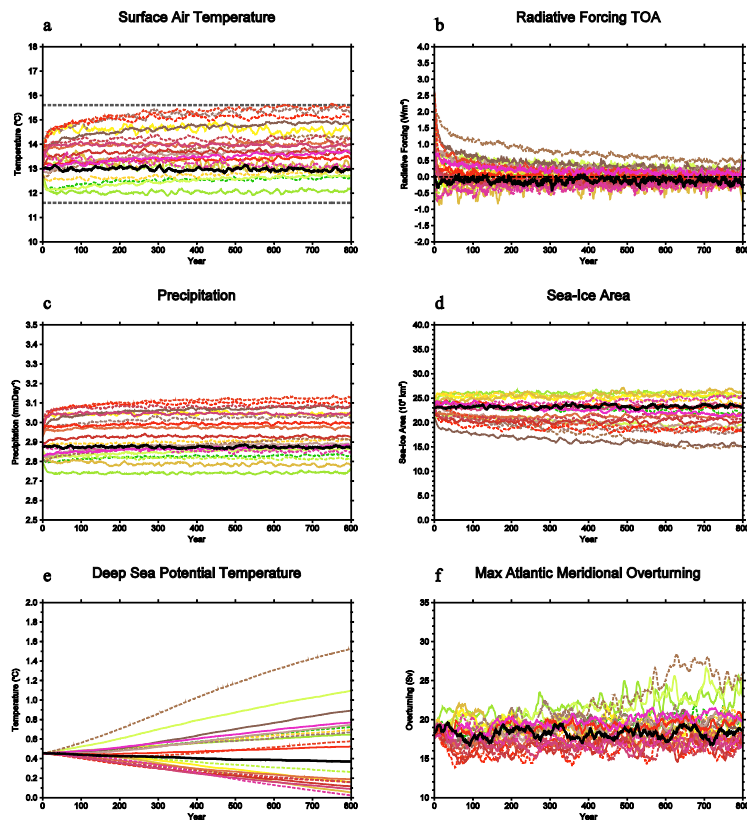 a Surface Air Temperature
18
17
16
15
14
13
12
11
10
Temperature (°C)
0 100 200 300 400 500 600 700 800
Year
b Radiative Forcing TOA
4.0
3.5
3.0
2.5
2.0
1.5
1.0
0.5
0.0
-0.5
-1.0
-1.5
-2.0
Radiative Forcing (Wm²)
0 100 200 300 400 500 600 700 800
Year
c Precipitation
3.5
3.4
3.3
3.2
3.1
3.0
2.9
2.8
2.7
2.6
2.5
Precipitation (mmDay¹)
0 100 200 300 400 500 600 700 800
Year
d Sea-Ice Area
40.0
35.0
30.0
25.0
20.0
15.0
10.0
5.0
0.0
Sea-Ice Area (10⁶ km²)
0 100 200 300 400 500 600 700 800
Year
e Deep Sea Potential Temperature
2.0
1.8
1.6
1.4
1.2
1.0
0.8
0.6
0.4
0.2
0.0
Temperature (°C)
0 100 200 300 400 500 600 700 800
Year
f Max Atlantic Meridional Overturning
35
30
25
20
15
10
Overturning (Sv)
0 100 200 300 400 500 600 700 800
Year